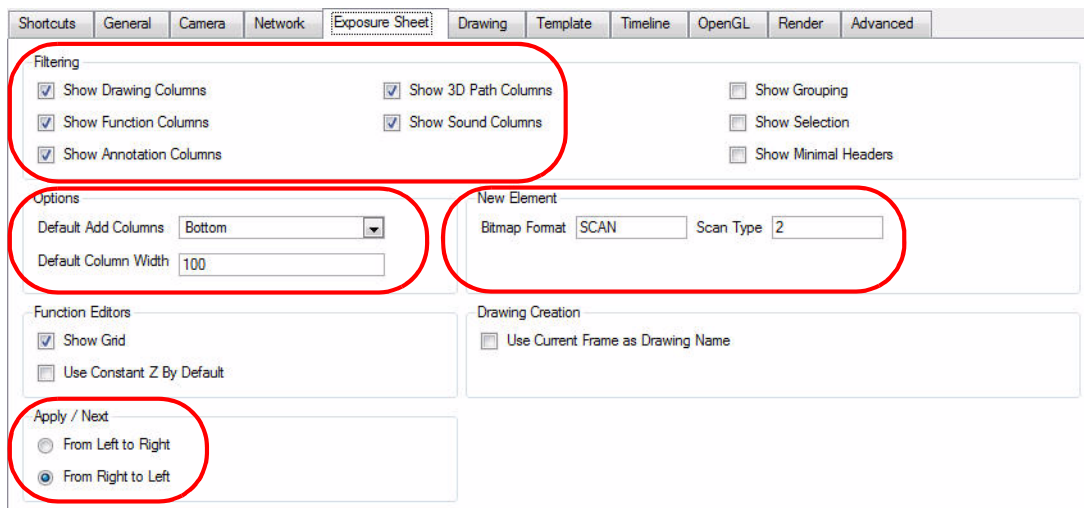 Shortcuts General Camera Network Exposure Sheet Drawing Template Timeline OpenGL Render Advanced
Filtering
Show Drawing Columns Show 3D Path Columns Show Grouping
Show Function Columns Show Sound Columns Show Selection
Show Annotation Columns Show Minimal Headers
Options New Element
Default Add Columns Bottom Bitmap Format SCAN Scan Type 2
Default Column Width 100
Function Editors Drawing Creation
Show Grid Use Current Frame as Drawing Name
Use Constant Z By Default
Apply / Next
From Left to Right
From Right to Left